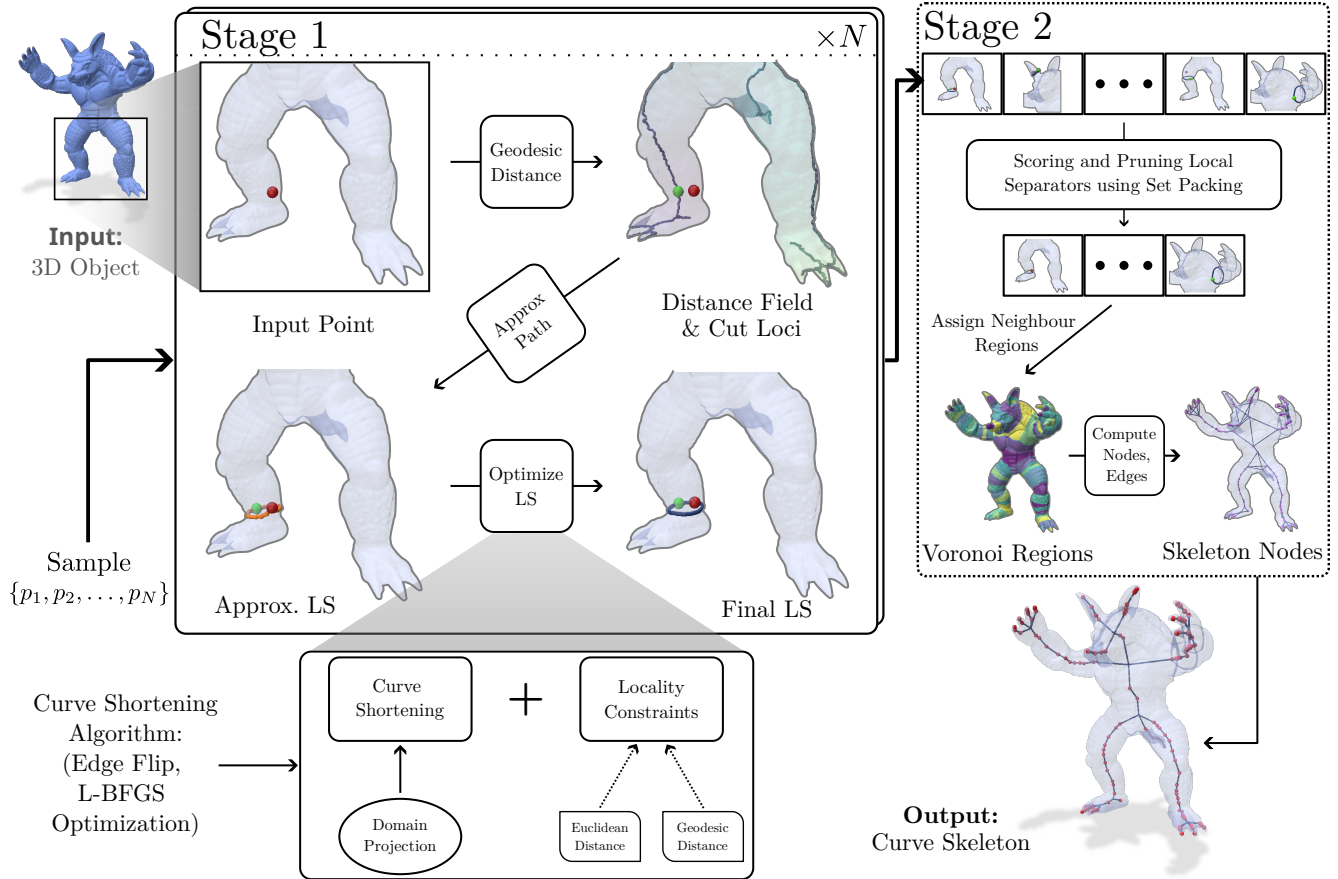 Stage 1
×N
Input:
3D Object
Input Point
Geodesic
Distance
Distance Field
& Cut Loci
Approx
Path
Approx. LS
Optimize
LS
Final LS
Sample
{p₁, p₂, . . . , p_N}
Curve Shortening
Algorithm:
(Edge Flip,
L-BFGS
Optimization)
Curve
Shortening
+
Locality
Constraints
Domain
Projection
Euclidean
Distance
Geodesic
Distance
Stage 2
Scoring and Pruning Local
Separators using Set Packing
Assign Neighbour
Regions
Compute
Nodes,
Edges
Voronoi Regions
Skeleton Nodes
Output:
Curve Skeleton